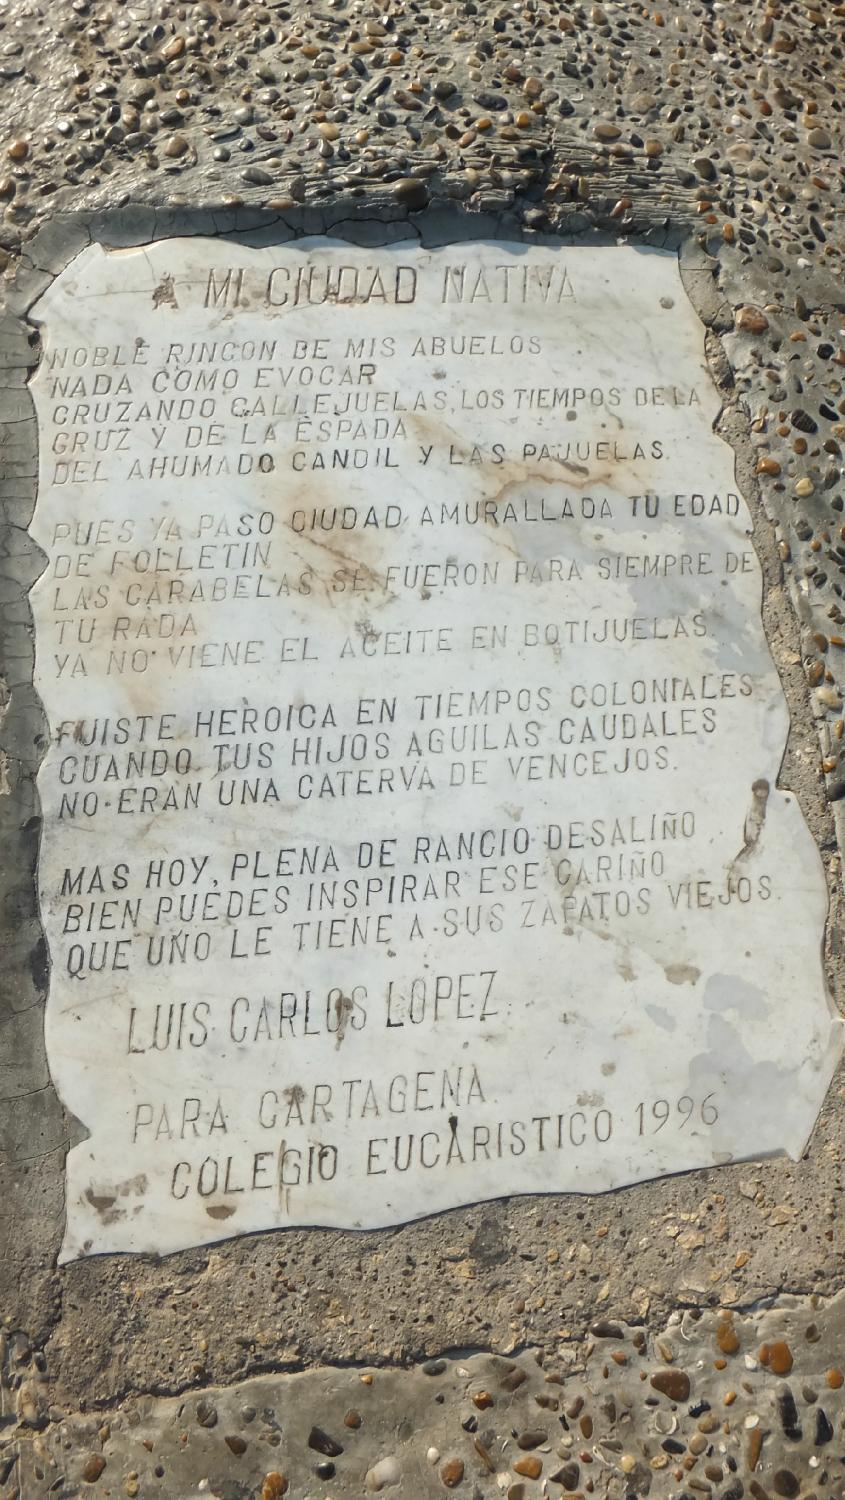 A MI CIUDAD NATIVA
NOBLE RINCON DE MIS ABUELOS
NADA COMO EVOCAR
CRUZANDO CALLEJUELAS, LOS TIEMPOS DE LA
CRUZ Y DE LA ESPADA
DEL AHUMADO CANDIL Y LAS PAJUELAS.
PUES YA PASO CIUDAD AMURALLADA TU EDAD
DE FOLLETIN
LAS CARABELAS SE FUERON PARA SIEMPRE DE
TU RADA
YA NO VIENE EL ACEITE EN BOTIJUELAS.
FUISTE HEROICA EN TIEMPOS COLONIALES
CUANDO TUS HIJOS AGUILAS CAUDALES
NO ERAN UNA CATERVA DE VENCEJOS.
MAS HOY, PLENA DE RANCIO DESALIÑO
BIEN PUEDES INSPIRAR ESE CARIÑO
QUE UNO LE TIENE A SUS ZAPATOS VIEJOS.
LUIS CARLOS LOPEZ
PARA CARTAGENA
COLEGIO EUCARISTICO 1996